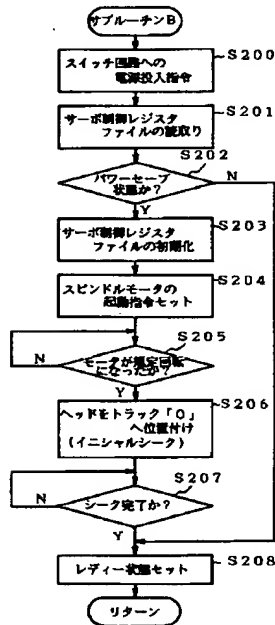 サブルーチンB
S200
スイッチ回路への
電源投入指令
S201
サーボ制御レジスタ
ファイルの読取り
S202
パワーセーブ
状態か?
N
Y
S203
サーボ制御レジスタ
ファイルの初期化
S204
スピンドルモータの
起動指令セット
S205
モータが規定回転
になったか?
N
Y
S206
ヘッドをトラック「0」
へ位置付け
(イニシャルシーク)
S207
シーク完了か?
N
Y
S208
レディー状態セット
リターン